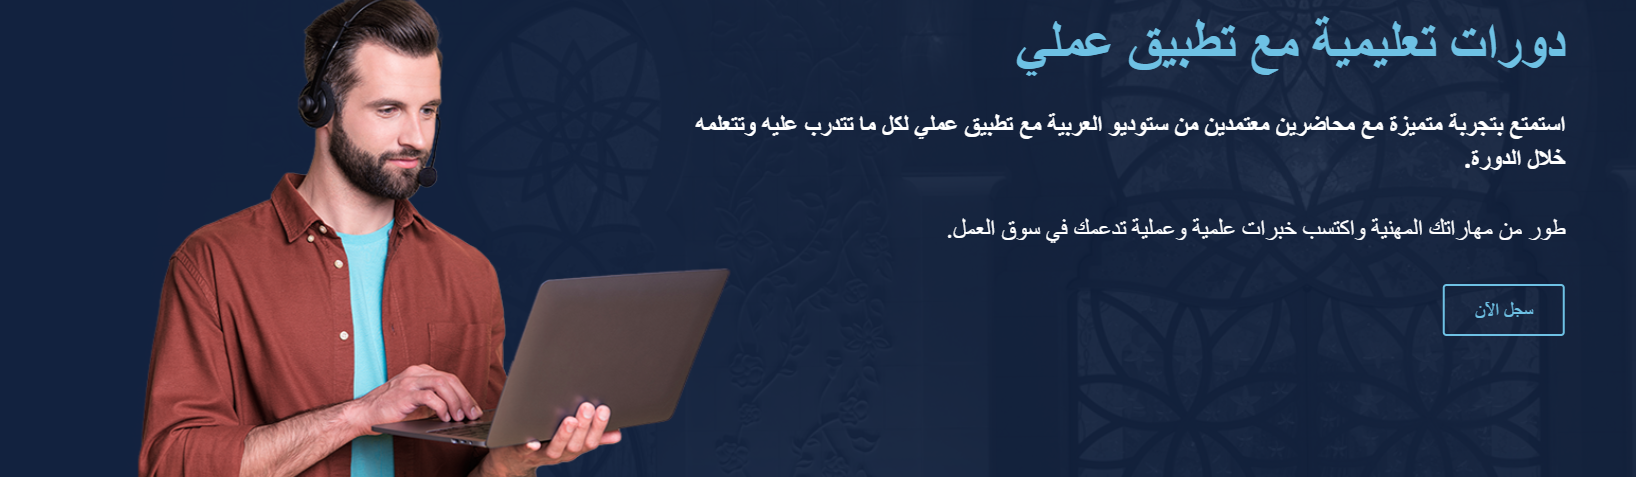 دورات تعليمية مع تطبيق عملي
استمتع بتجربة متميزة مع محاضرين معتمدين من ستوديو العربية مع تطبيق عملي لكل ما تتدرب عليه وتتعلمه
خلال الدورة.
طور من مهاراتك المهنية واكتسب خبرات علمية وعملية تدعمك في سوق العمل.
سجل الآن